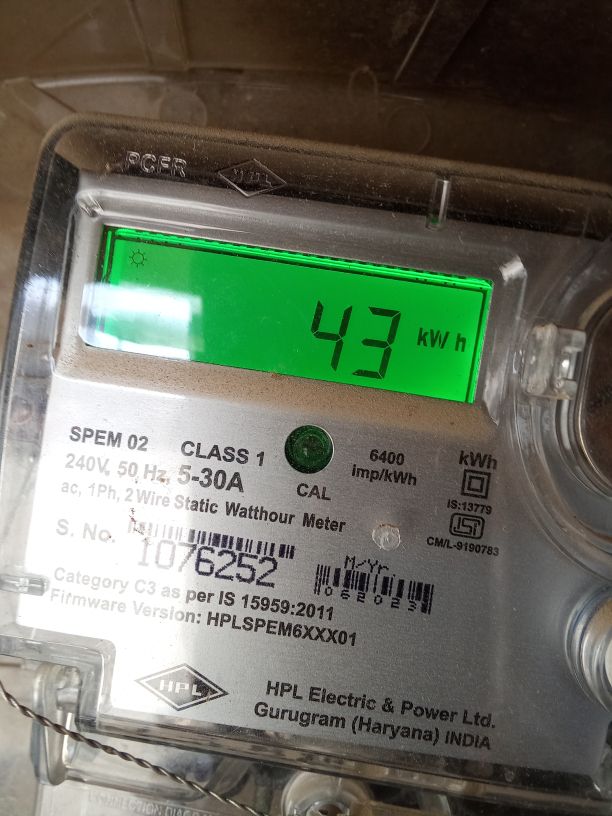 PCFR
43 kWh
SPEM 02 CLASS 1
240V, 50 Hz, 5-30A
ac, 1Ph, 2 Wire Static Watthour Meter
CAL
6400
imp/kWh
kWh
IS:13779
ISI
CM/L-9190783
S. No.
1076252
M/Yr.
062023
Category C3 as per IS 15959:2011
Firmware Version: HPLSPEM6XXX01
HPL
HPL Electric & Power Ltd.
Gurugram (Haryana) INDIA